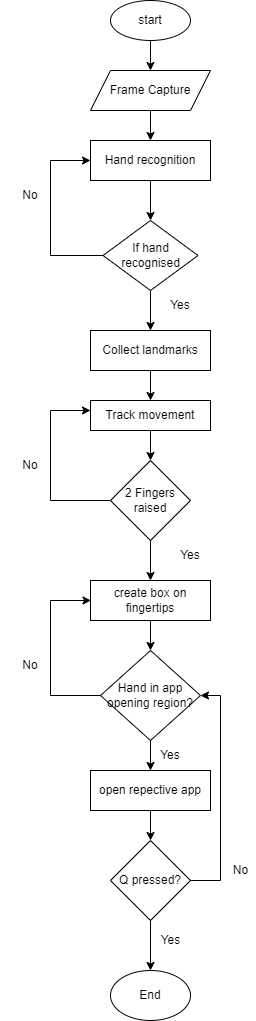 start
Frame Capture
Hand recognition
No
If hand
recognised
Yes
Collect landmarks
Track movement
No
2 Fingers
raised
Yes
create box on
fingertips
No
Hand in app
opening region?
Yes
open repective app
Q pressed?
No
Yes
End